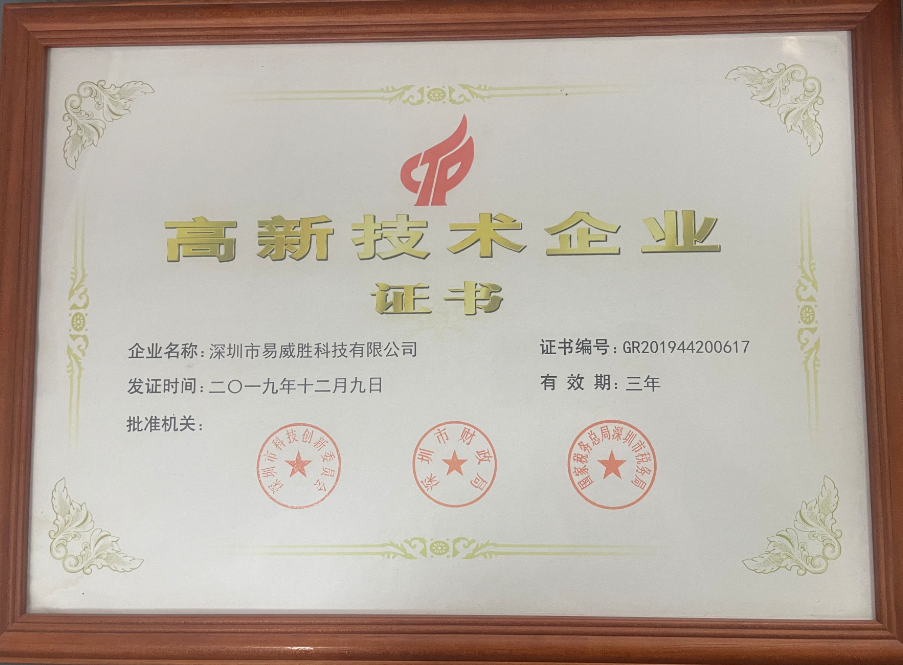 CTP
高新技术企业
证书
企业名称:深圳市易威胜科技有限公司
证书编号:GR201944200617
发证时间:二〇一九年十二月九日
有 效 期:三年
批准机关:
深圳市科技创新委员会
深圳市财政局
国家税务总局深圳市税务局